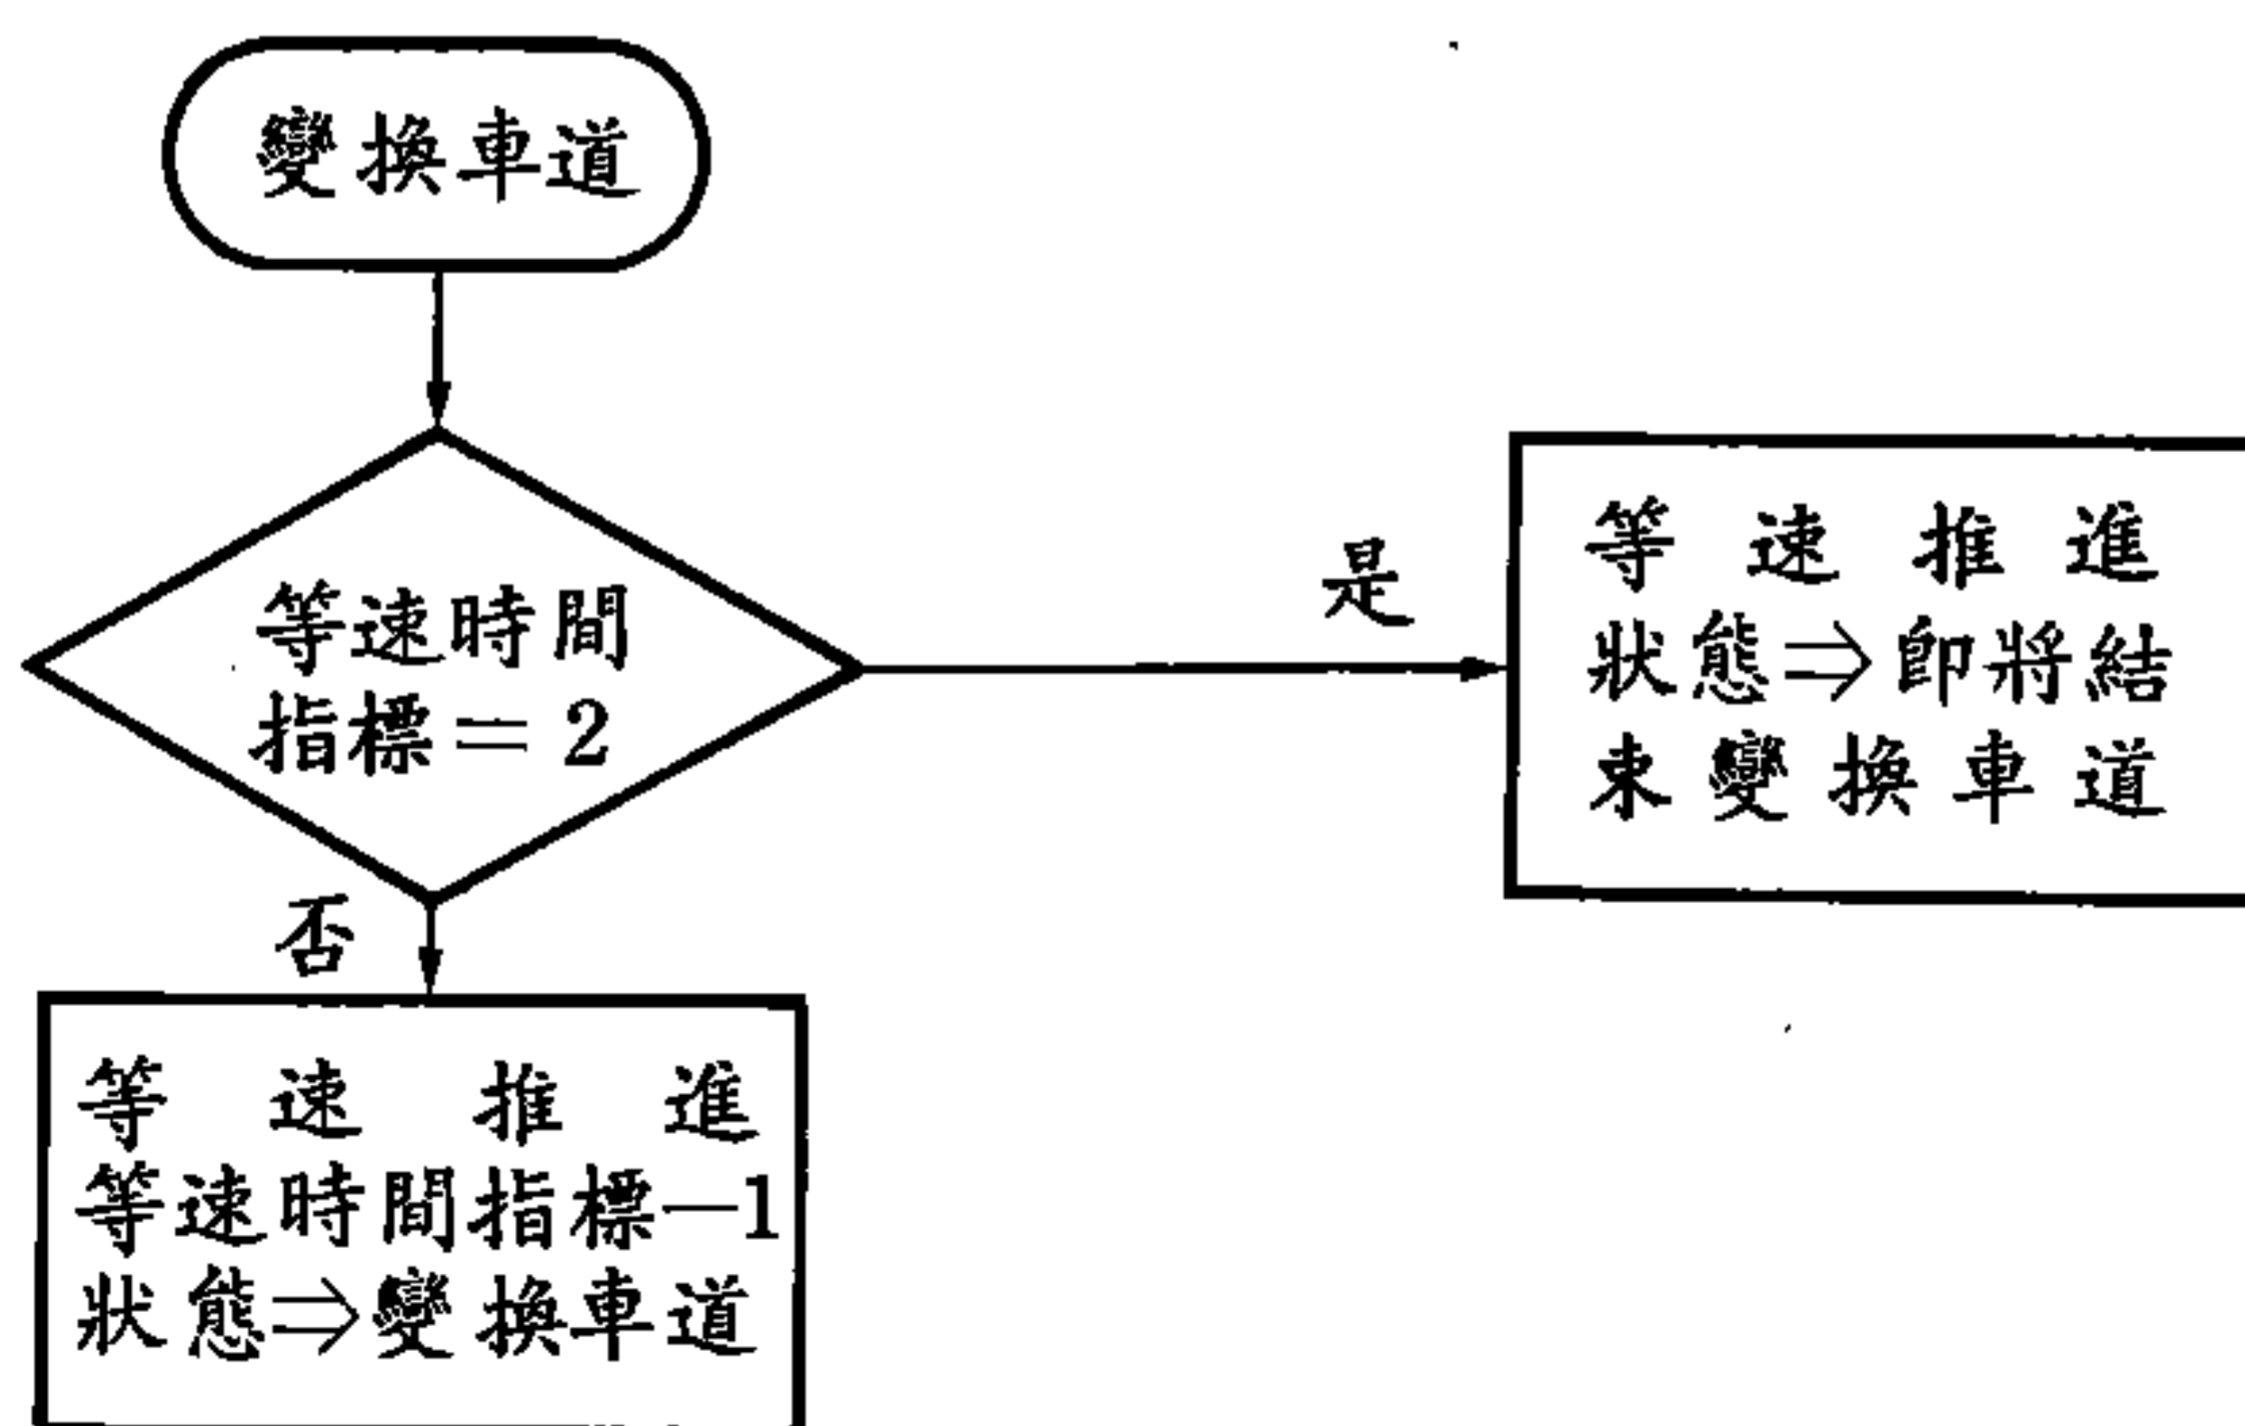 變換車道
等速時間
指標＝2
是
等速推進
狀態⇒即將結
束變換車道
否
等速推進
等速時間指標－1
狀態⇒變換車道